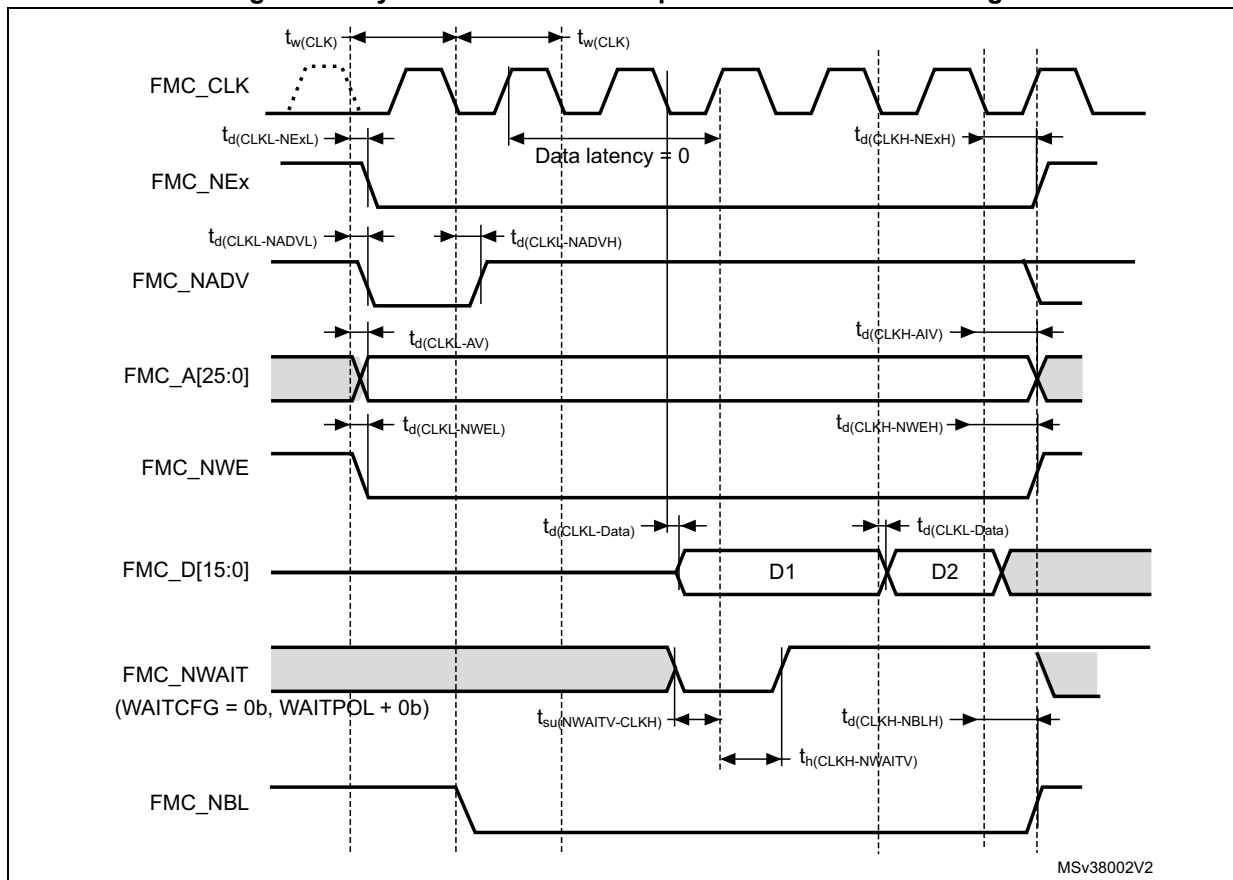 tw(CLK) tw(CLK)
FMC_CLK
td(CLKL-NExL) Data latency = 0 td(CLKH-NExH)
FMC_NEx
td(CLKL-NADVL) td(CLKL-NADVH)
FMC_NADV
td(CLKL-AV) td(CLKH-AIV)
FMC_A[25:0]
td(CLKL-NWEL) td(CLKH-NWEH)
FMC_NWE
td(CLKL-Data) td(CLKL-Data)
FMC_D[15:0] D1 D2
FMC_NWAIT
(WAITCFG = 0b, WAITPOL + 0b)
tsu(NWAITV-CLKH) td(CLKH-NBLH)
th(CLKH-NWAITV)
FMC_NBL
MSv38002V2